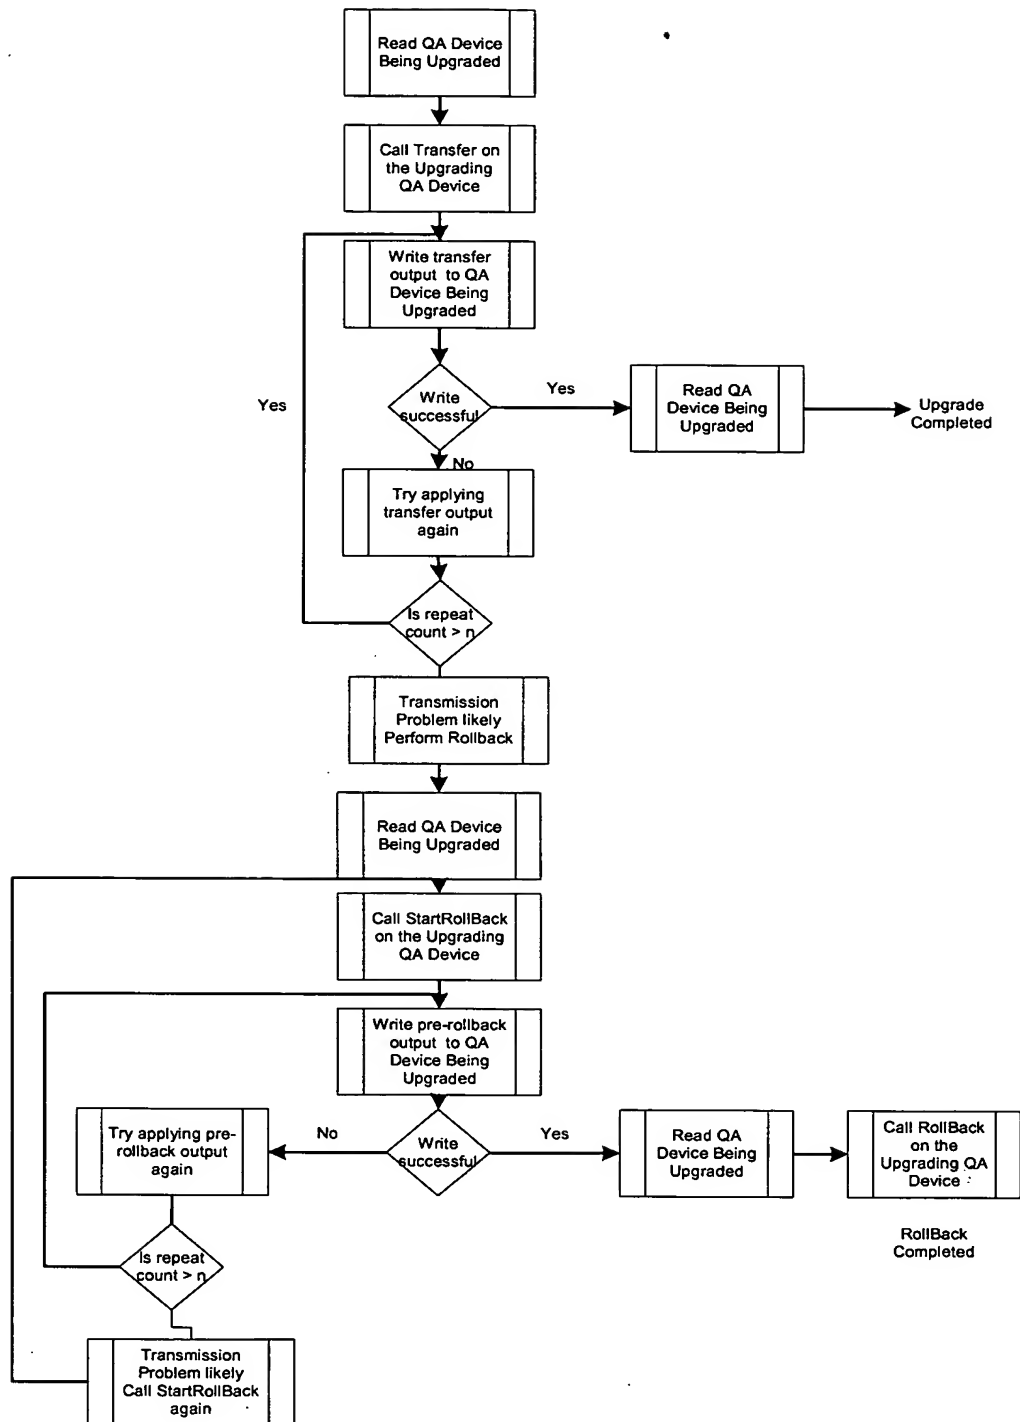 Read QA Device
Being Upgraded
Call Transfer on
the Upgrading
QA Device
Write transfer
output to QA
Device Being
Upgraded
Yes
Write
successful
Yes
Read QA
Device Being
Upgraded
Upgrade
Completed
No
Try applying
transfer output
again
Is repeat
count > n
Transmission
Problem likely
Perform Rollback
Read QA Device
Being Upgraded
Call StartRollBack
on the Upgrading
QA Device
Write pre-rollback
output to QA
Device Being
Upgraded
Try applying pre-
rollback output
again
No
Write
successful
Yes
Read QA
Device Being
Upgraded
Call RollBack
on the
Upgrading QA
Device
RollBack
Completed
Is repeat
count > n
Transmission
Problem likely
Call StartRollBack
again